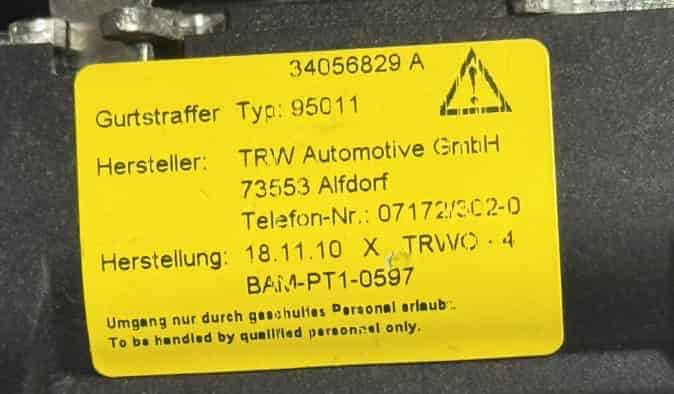 34056829 A
Gurtstraffer Typ: 95011
Hersteller: TRW Automotive GmbH
73553 Alfdorf
Telefon-Nr.: 07172/302-0
Herstellung: 18.11.10 X TRWO - 4
BAM-PT1-0597
Umgang nur durch geschultes Personal erlaubt.
To be handled by qualified personnel only.